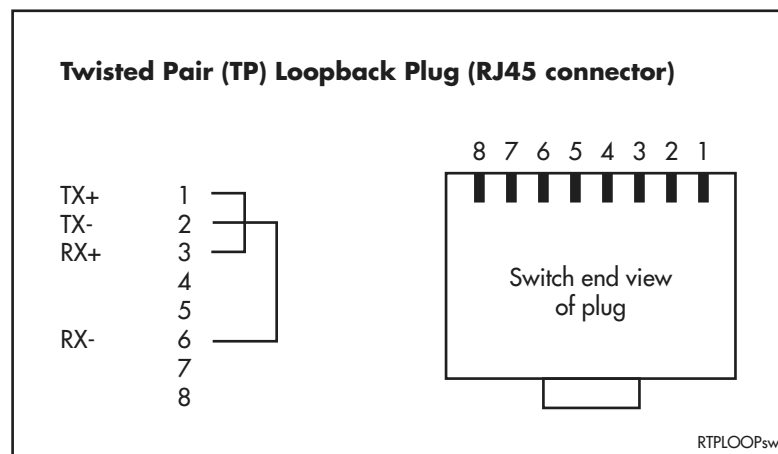 Twisted Pair (TP) Loopback Plug (RJ45 connector)
TX+ 1
TX- 2
RX+ 3
4
5
RX- 6
7
8
8 7 6 5 4 3 2 1
Switch end view
of plug
RTPLOOPsw